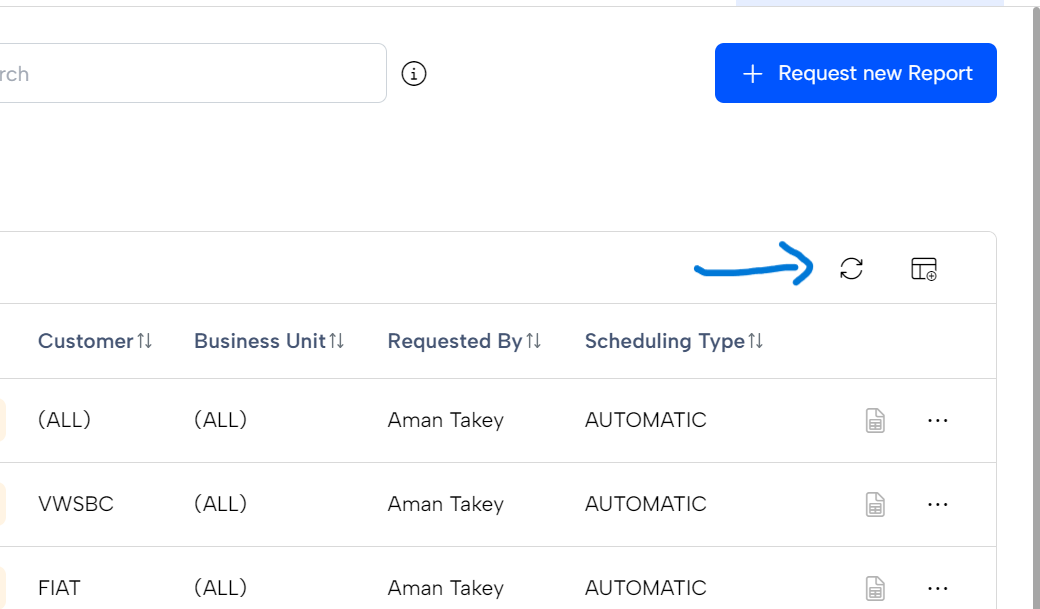 rch
Request new Report
Customer Business Unit Requested By Scheduling Type
(ALL) (ALL) Aman Takey AUTOMATIC
VWSBC (ALL) Aman Takey AUTOMATIC
FIAT (ALL) Aman Takey AUTOMATIC